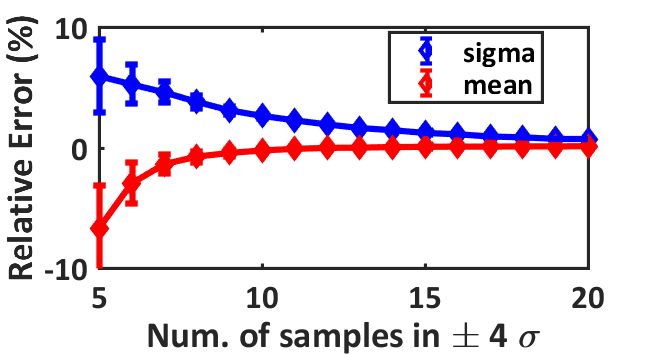 Relative Error (%)
10
0
-10
sigma
mean
5
10
15
20
Num. of samples in ± 4 σ